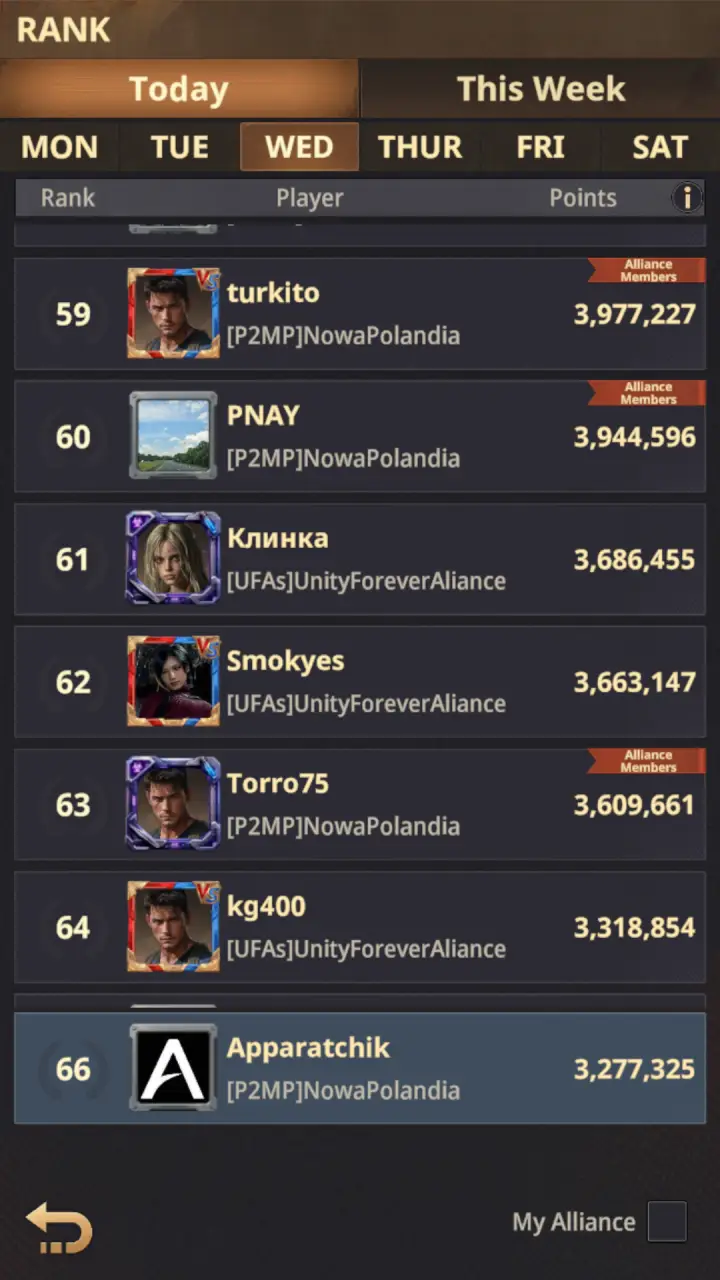 RANK
Today
This Week
MON
TUE
WED
THUR
FRI
SAT
Rank
Player
Points
i
59
VS
turkito
[P2MP]NowaPolandia
Alliance
Members
3,977,227
60
PNAY
[P2MP]NowaPolandia
Alliance
Members
3,944,596
61
Клинка
[UFAs]UnityForeverAliance
3,686,455
62
VS
Smokyes
[UFAs]UnityForeverAliance
3,663,147
63
Torro75
[P2MP]NowaPolandia
Alliance
Members
3,609,661
64
VS
kg400
[UFAs]UnityForeverAliance
3,318,854
66
Apparatchik
[P2MP]NowaPolandia
3,277,325
My Alliance